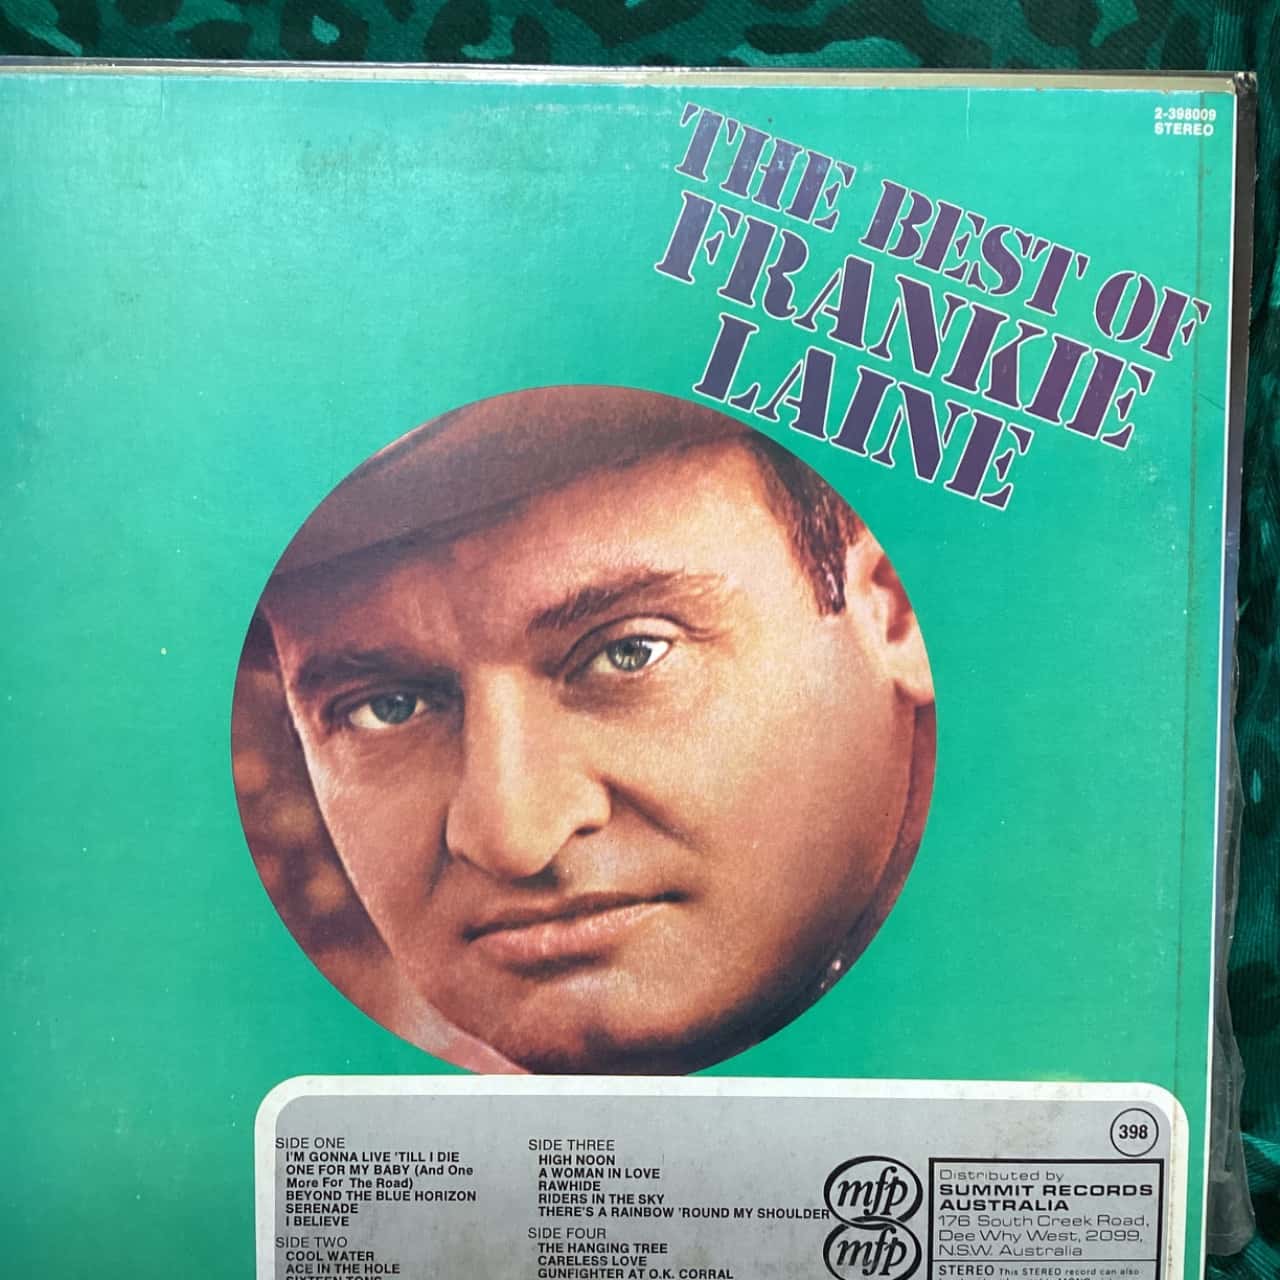 2-398009
STEREO
THE BEST OF
FRANKIE
LAINE
SIDE ONE
I'M GONNA LIVE 'TILL I DIE
ONE FOR MY BABY (And One
More For The Road)
BEYOND THE BLUE HORIZON
SERENADE
I BELIEVE
SIDE TWO
COOL WATER
ACE IN THE HOLE
SIXTEEN TONS
SIDE THREE
HIGH NOON
A WOMAN IN LOVE
RAWHIDE
RIDERS IN THE SKY
THERE'S A RAINBOW 'ROUND MY SHOULDER
SIDE FOUR
THE HANGING TREE
CARELESS LOVE
GUNFIGHTER AT O.K. CORRAL
mfp
mfp
398
Distributed by
SUMMIT RECORDS
AUSTRALIA
176 South Creek Road,
Dee Why West, 2099,
N.S.W. Australia
STEREO This STEREO record can also